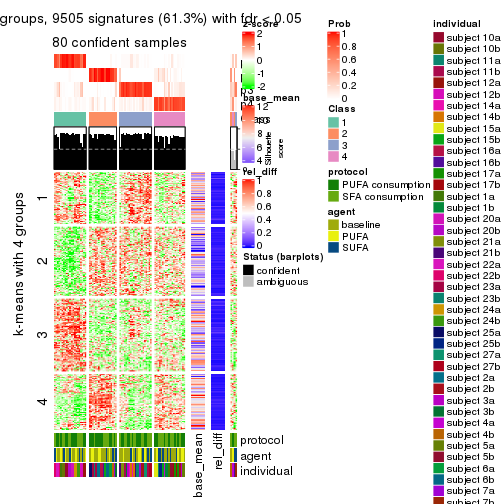 groups, 9505 signatures (61.3%) with fdr < 0.05
80 confident samples
k-means with 4 groups
1
2
3
4
protocol
agent
individual
base_mean
rel_diff
Silhouette
score
z-score
2
1
0
-1
-2
base_mean
12
10
8
6
4
rel_diff
1
0.8
0.6
0.4
0.2
0
Status (barplots)
confident
ambiguous
Prob
1
0.8
0.6
0.4
0.2
0
Class
1
2
3
4
protocol
PUFA consumption
SFA consumption
agent
baseline
PUFA
SUFA
individual
subject 10a
subject 10b
subject 11a
subject 11b
subject 12a
subject 12b
subject 14a
subject 14b
subject 15a
subject 15b
subject 16a
subject 16b
subject 17a
subject 17b
subject 1a
subject 1b
subject 20a
subject 20b
subject 21a
subject 21b
subject 22a
subject 22b
subject 23a
subject 23b
subject 24a
subject 24b
subject 25a
subject 25b
subject 27a
subject 27b
subject 2a
subject 2b
subject 3a
subject 3b
subject 4a
subject 4b
subject 5a
subject 5b
subject 6a
subject 6b
subject 7a
subject 7b